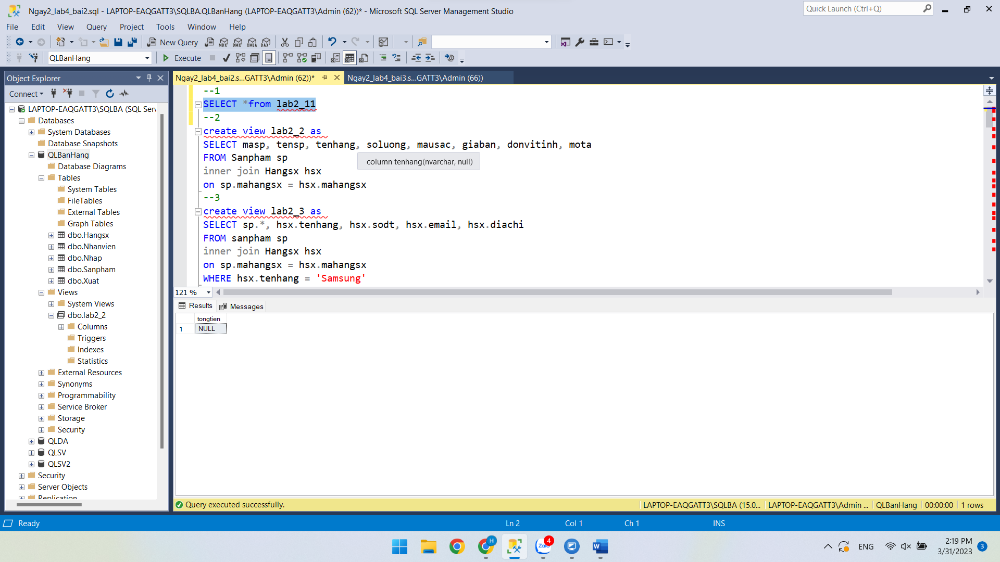 Ngay2_lab4_bai2.sql - LAPTOP-EAQGATT3\SQLBA.QLBanHang (LAPTOP-EAQGATT3\Admin (62))* - Microsoft SQL Server Management Studio
Quick Launch (Ctrl+Q)
File Edit View Query Project Tools Window Help
New Query MDX DMX XMLA DAX
QLBanHang Execute
Object Explorer
Connect
LAPTOP-EAQGATT3\SQLBA (SQL Serv
Databases
System Databases
Database Snapshots
QLBanHang
Database Diagrams
Tables
System Tables
FileTables
External Tables
Graph Tables
dbo.Hangsx
dbo.Nhanvien
dbo.Nhap
dbo.Sanpham
dbo.Xuat
Views
System Views
dbo.lab2_2
Columns
Triggers
Indexes
Statistics
External Resources
Synonyms
Programmability
Service Broker
Storage
Security
QLDA
QLSV
QLSV2
Security
Server Objects
Replication
Ngay2_lab4_bai2.s...GATT3\Admin (62))* Ngay2_lab4_bai3.s...GATT3\Admin (66))
--1
SELECT *from lab2_11
--2
create view lab2_2 as
SELECT masp, tensp, tenhang, soluong, mausac, giaban, donvitinh, mota
FROM Sanpham sp
column tenhang(nvarchar, null)
inner join Hangsx hsx
on sp.mahangsx = hsx.mahangsx
--3
create view lab2_3 as
SELECT sp.*, hsx.tenhang, hsx.sodt, hsx.email, hsx.diachi
FROM sanpham sp
inner join Hangsx hsx
on sp.mahangsx = hsx.mahangsx
WHERE hsx.tenhang = 'Samsung'
121 %
Results Messages
tongtien
1 NULL
Query executed successfully. LAPTOP-EAQGATT3\SQLBA (15.0... LAPTOP-EAQGATT3\Admin ... QLBanHang 00:00:00 1 rows
Ready Ln 2 Col 1 Ch 1 INS
H Zalo 4 W ENG 2:19 PM 3
3/31/2023